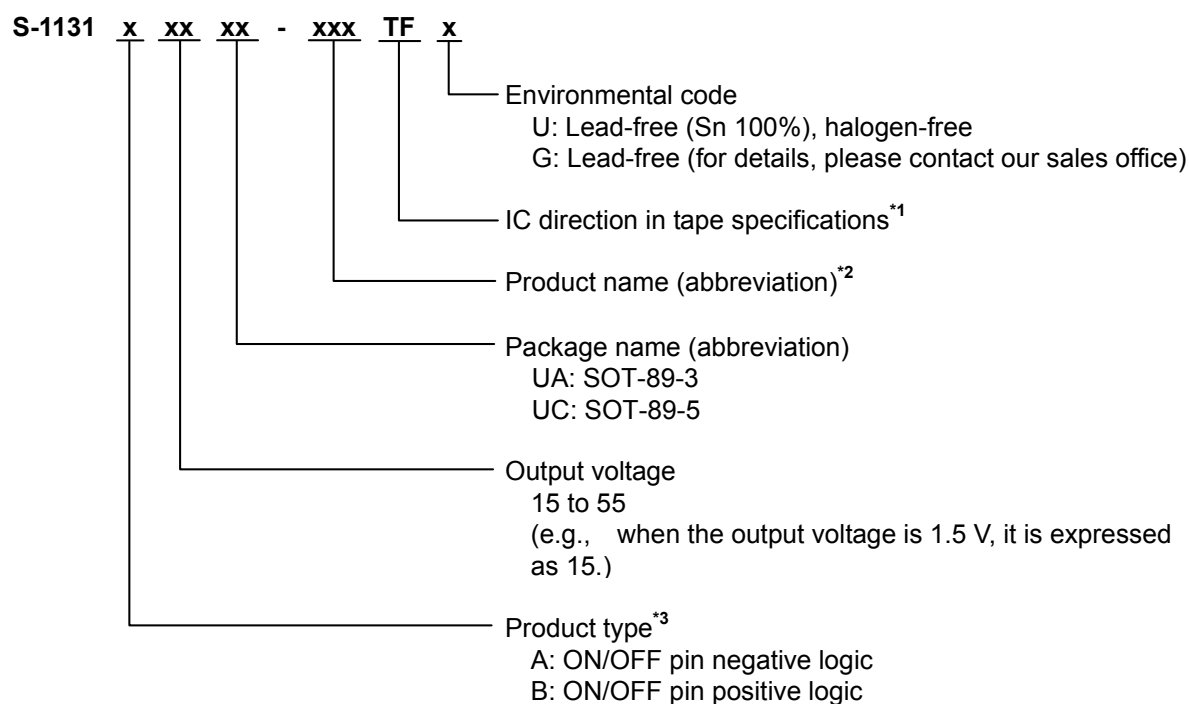 S-1131 x xx xx - xxx TF x
Environmental code
U: Lead-free (Sn 100%), halogen-free
G: Lead-free (for details, please contact our sales office)
IC direction in tape specifications*1
Product name (abbreviation)*2
Package name (abbreviation)
UA: SOT-89-3
UC: SOT-89-5
Output voltage
15 to 55
(e.g., when the output voltage is 1.5 V, it is expressed
as 15.)
Product type*3
A: ON/OFF pin negative logic
B: ON/OFF pin positive logic